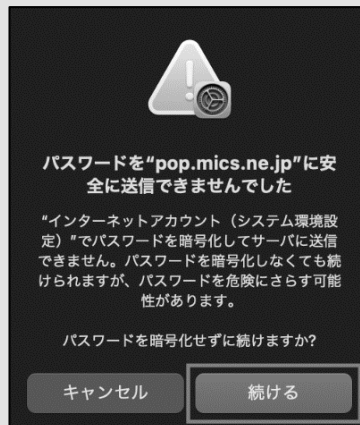 パスワードを“pop.mics.ne.jp”に安
全に送信できませんでした
“インターネットアカウント（システム環境設
定）”でパスワードを暗号化してサーバに送信
できません。パスワードを暗号化しなくても続
けられますが、パスワードを危険にさらす可能
性があります。
パスワードを暗号化せずに続けますか?
キャンセル
続ける